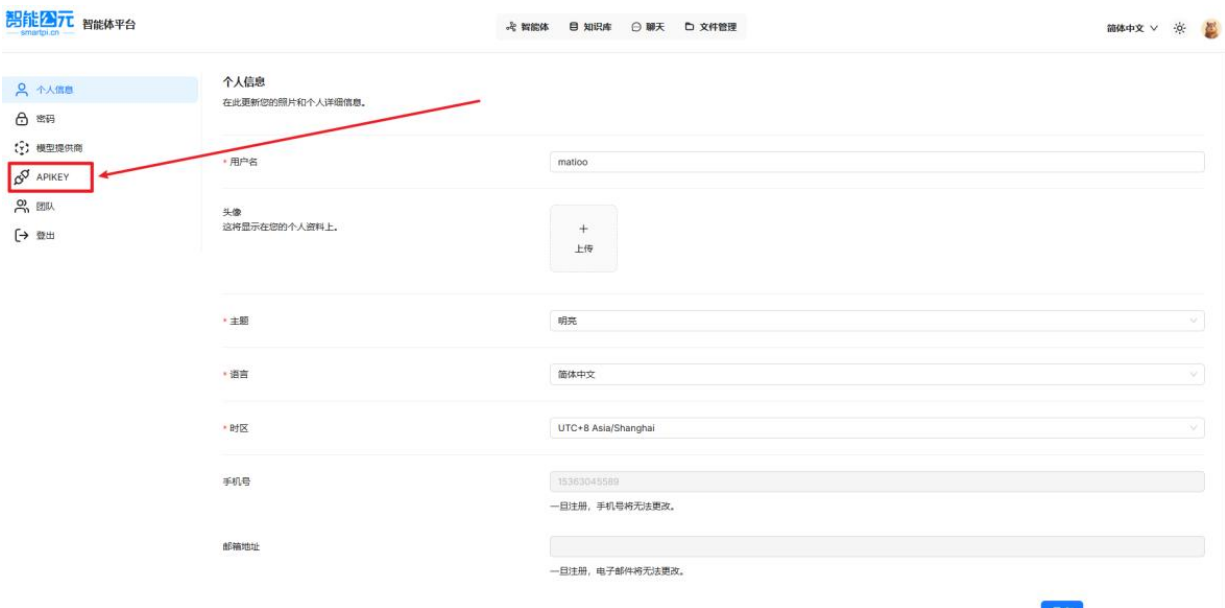 智能公元
smartpi.cn
智能体平台
智能体 知识库 聊天 文件管理
简体中文
个人信息
密码
模型提供商
APIKEY
团队
登出
个人信息
在此更新您的照片和个人详细信息。
* 用户名
matioo
头像
这将显示在您的个人资料上。
+
上传
* 主题
明亮
* 语言
简体中文
* 时区
UTC+8 Asia/Shanghai
手机号
15363045589
一旦注册，手机号将无法更改。
邮箱地址
一旦注册，电子邮件将无法更改。